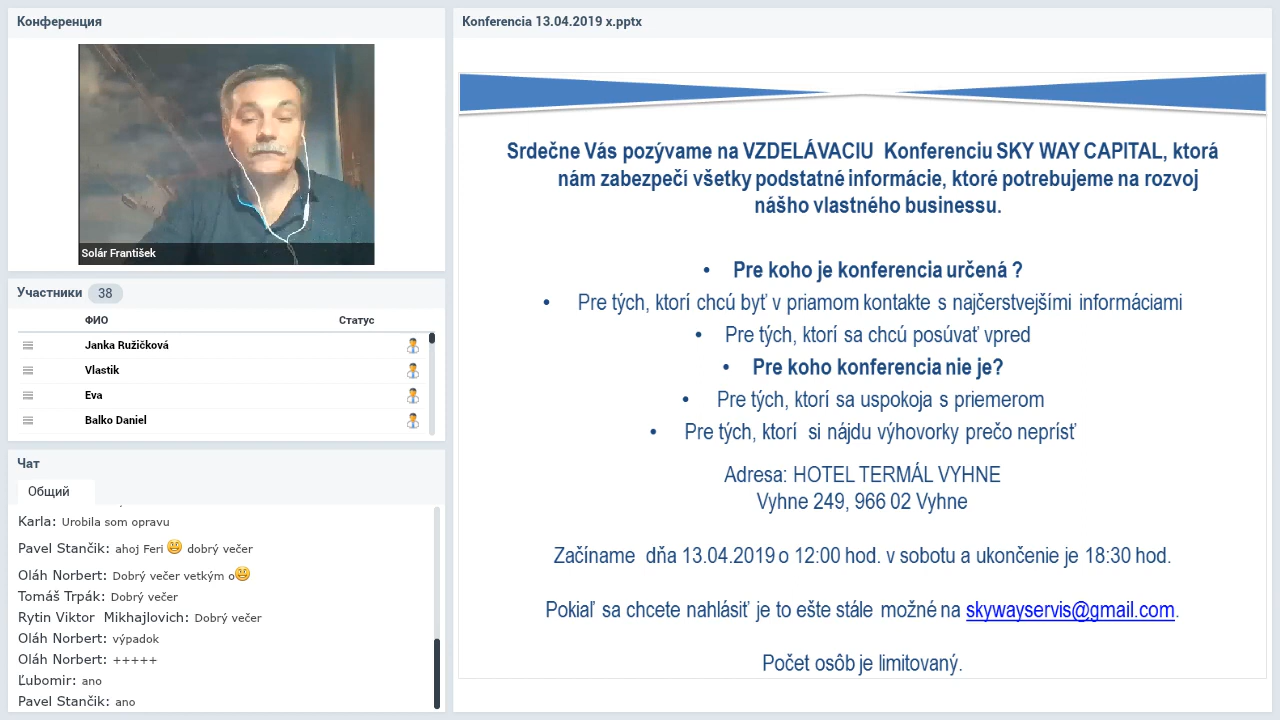 Конференция
Solár František
Участники 38
ФИО Статус
Janka Ružičková
Vlastik
Eva
Balko Daniel
Чат
Общий
Karla: Urobila som opravu
Pavel Stančik: ahoj Feri dobrý večer
Oláh Norbert: Dobrý večer vetkým o
Tomáš Trpák: Dobrý večer
Rytin Viktor Mikhajlovich: Dobrý večer
Oláh Norbert: výpadok
Oláh Norbert: +++++
Ľubomir: ano
Pavel Stančik: ano
Konferencia 13.04.2019 x.pptx
Srdečne Vás pozývame na VZDELÁVACIU Konferenciu SKY WAY CAPITAL, ktorá
nám zabezpečí všetky podstatné informácie, ktoré potrebujeme na rozvoj
nášho vlastného businessu.
• Pre koho je konferencia určená ?
• Pre tých, ktorí chcú byť v priamom kontakte s najčerstvejšími informáciami
• Pre tých, ktorí sa chcú posúvať vpred
• Pre koho konferencia nie je?
• Pre tých, ktorí sa uspokoja s priemerom
• Pre tých, ktorí si nájdu výhovorky prečo neprísť
Adresa: HOTEL TERMÁL VYHNE
Vyhne 249, 966 02 Vyhne
Začíname dňa 13.04.2019 o 12:00 hod. v sobotu a ukončenie je 18:30 hod.
Pokiaľ sa chcete nahlásiť je to ešte stále možné na skywayservis@gmail.com.
Počet osôb je limitovaný.